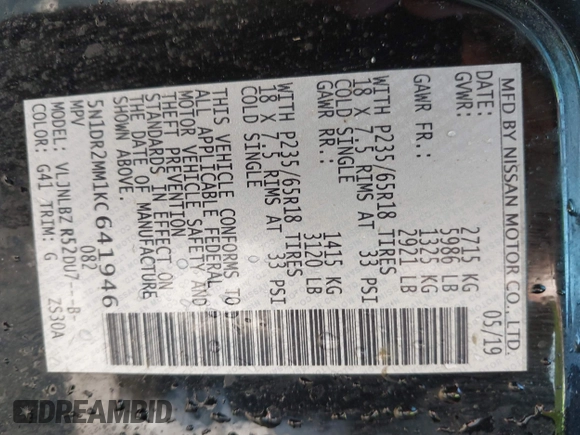 MFD BY NISSAN MOTOR CO., LTD.
DATE: 05/19
GVWR: 2715 KG
5986 LB
GAWR FR: 1325 KG
2921 LB
WITH P235/65R18 TIRES
18 X 7.5 RIMS AT 33 PSI
COLD SINGLE
GAWR RR: 1415 KG
3120 LB
WITH P235/65R18 TIRES
18 X 7.5 RIMS AT 33 PSI
COLD SINGLE
THIS VEHICLE CONFORMS TO
ALL APPLICABLE FEDERAL
MOTOR VEHICLE SAFETY AND
THEFT PREVENTION
STANDARDS IN EFFECT ON
THE DATE OF MANUFACTURE
SHOWN ABOVE.
5N1DR2MM1KC641946
MPV 082
MODEL: VLJNLBZ R52DU7---B-
COLOR: G41 TRIM: G ZS30A
DREAMBID